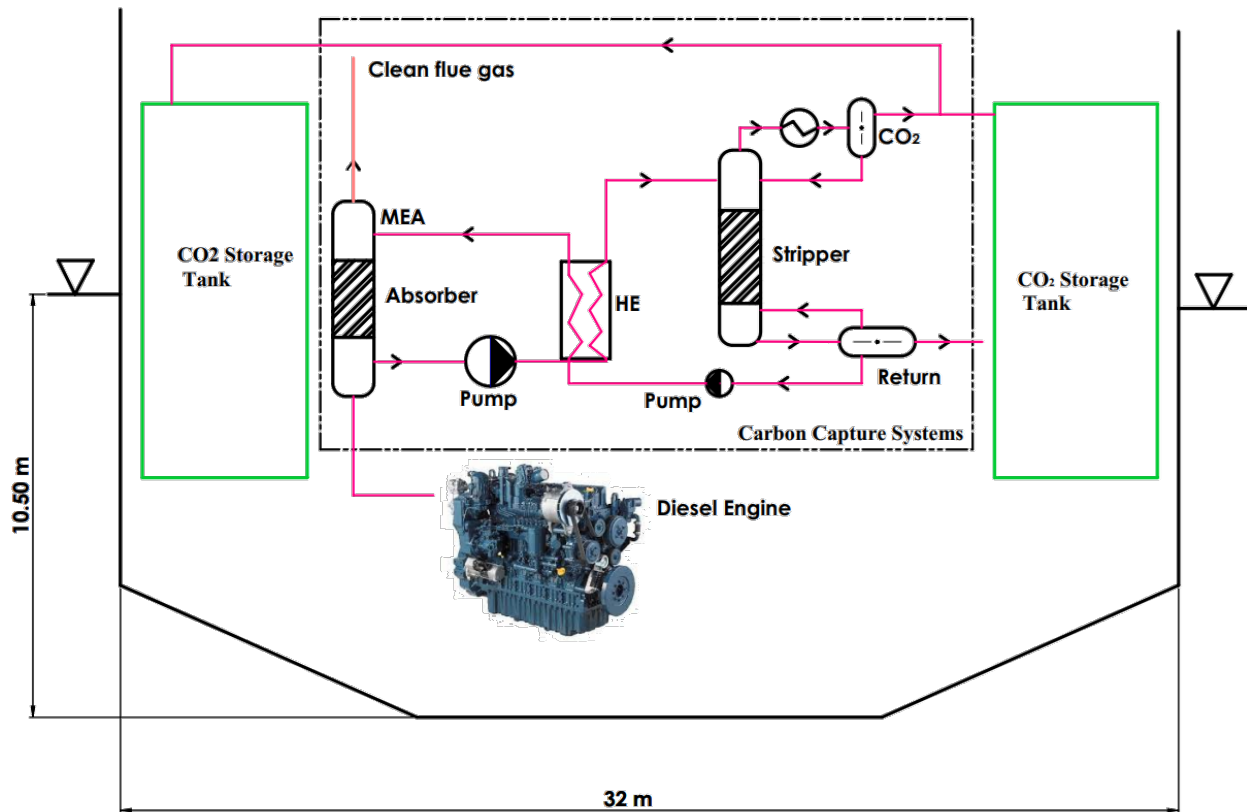 Clean flue gas
CO₂
MEA
CO2 Storage
Tank
Stripper
CO₂ Storage
Tank
Absorber
HE
Pump
Pump
Return
Carbon Capture Systems
Diesel Engine
10.50 m
32 m